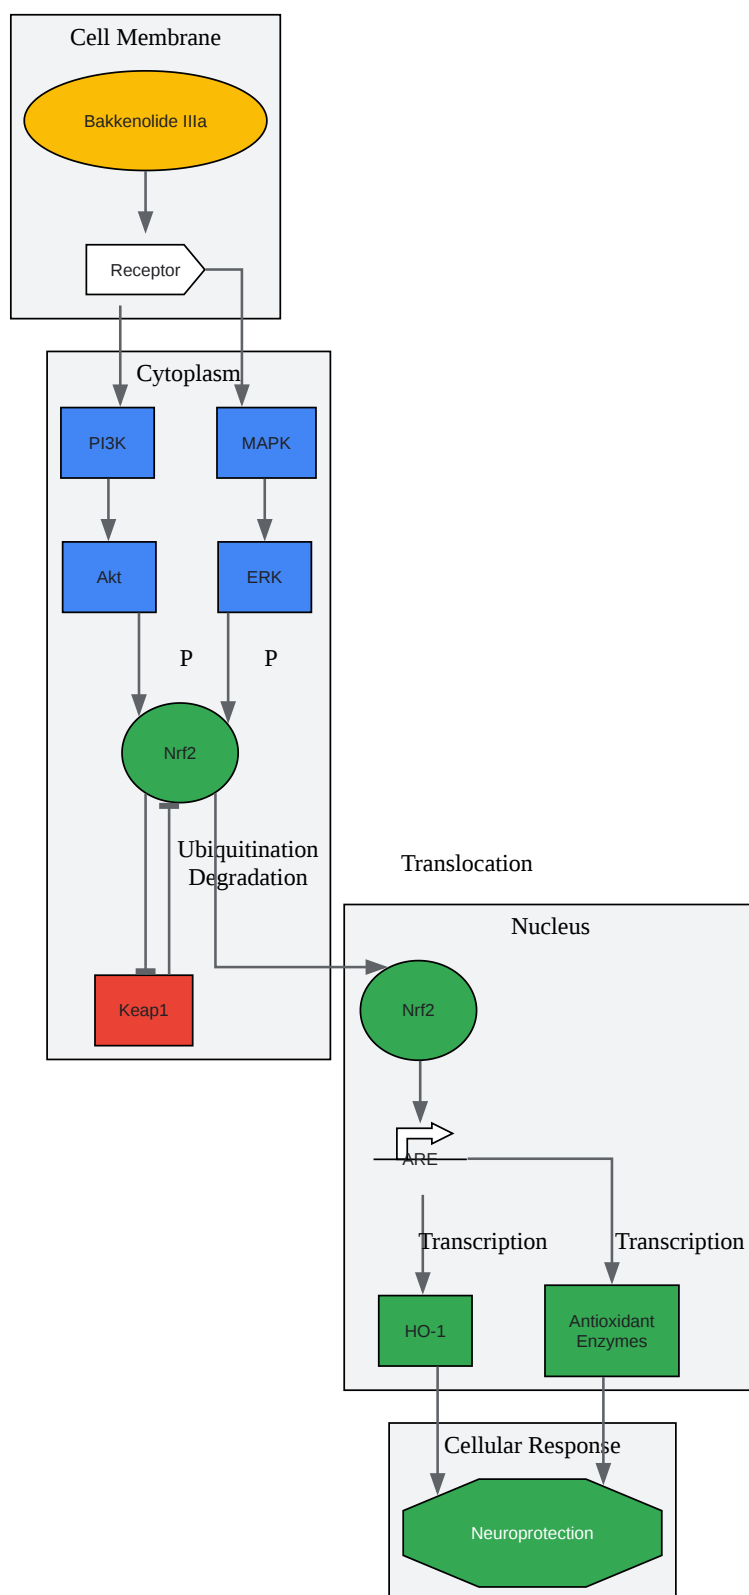 Cell Membrane
Bakkenolide IIIa
Receptor
Cytoplasm
PI3K
MAPK
Akt
ERK
P
P
Nrf2
Ubiquitination
Degradation
Translocation
Nucleus
Keap1
Nrf2
ARE
Transcription
Transcription
HO-1
Antioxidant
Enzymes
Cellular Response
Neuroprotection